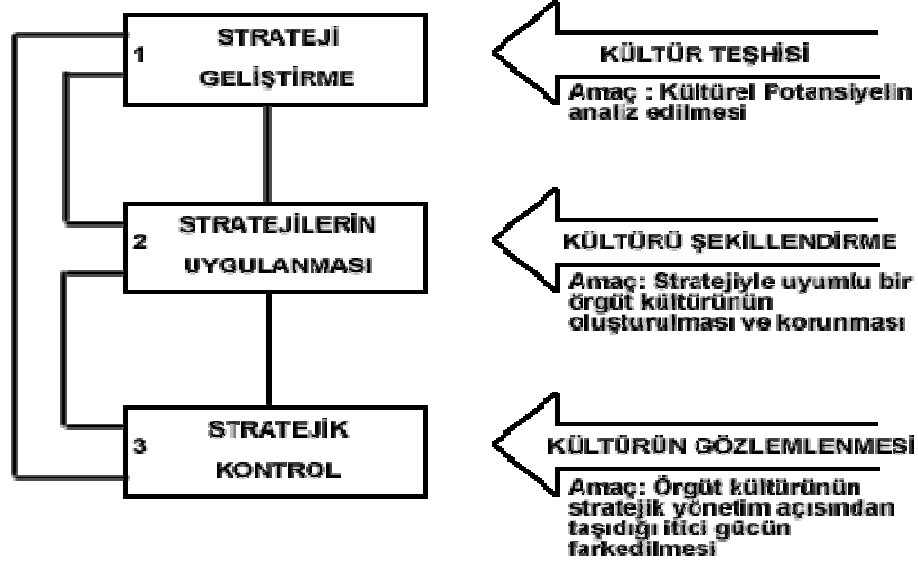 1
STRATEJİ
GELİŞTİRME
KÜLTÜR TEŞHİSİ
Amaç : Kültürel Potansiyelin
analiz edilmesi
2
STRATEJİLERİN
UYGULANMASI
KÜLTÜRÜ ŞEKİLLENDİRME
Amaç: Stratejiyle uyumlu bir
örgüt kültürünün
oluşturulması ve korunması
3
STRATEJİK
KONTROL
KÜLTÜRÜN GÖZLEMLENMESİ
Amaç: Örgüt kültürünün
stratejik yönetim açısından
taşıdığı itici gücün
farkedilmesi